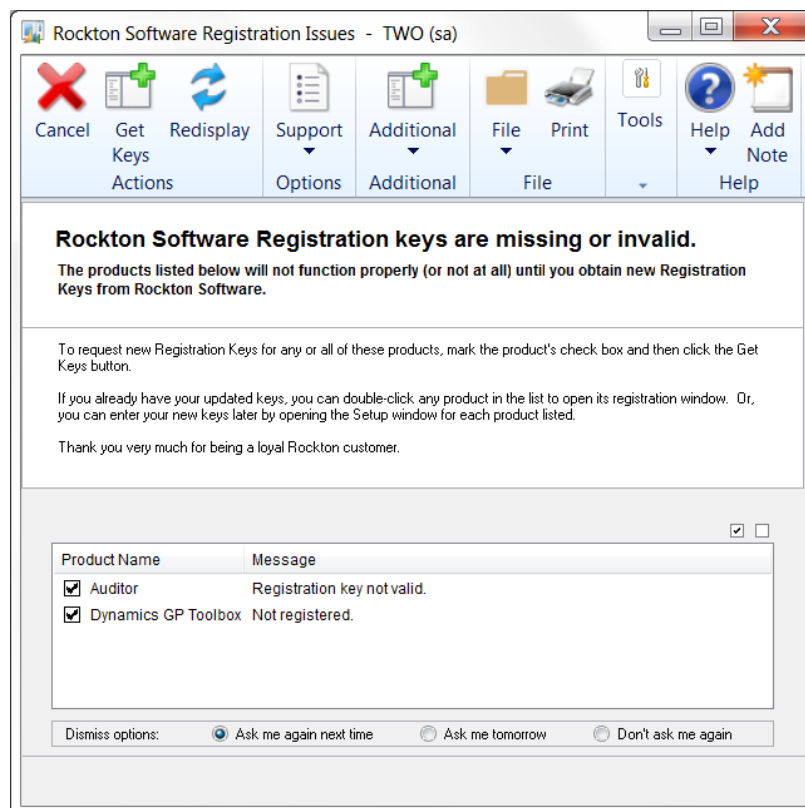 Rockton Software Registration Issues  -  TWO (sa)
Cancel Get Keys Redisplay Support Additional File Print Tools Help Add Note
Actions Options Additional File Help
Rockton Software Registration keys are missing or invalid.
The products listed below will not function properly (or not at all) until you obtain new Registration
Keys from Rockton Software.
To request new Registration Keys for any or all of these products, mark the product's check box and then click the Get
Keys button.
If you already have your updated keys, you can double-click any product in the list to open its registration window.  Or,
you can enter your new keys later by opening the Setup window for each product listed.
Thank you very much for being a loyal Rockton customer.
Product Name Message
Auditor Registration key not valid.
Dynamics GP Toolbox Not registered.
Dismiss options: Ask me again next time Ask me tomorrow Don't ask me again